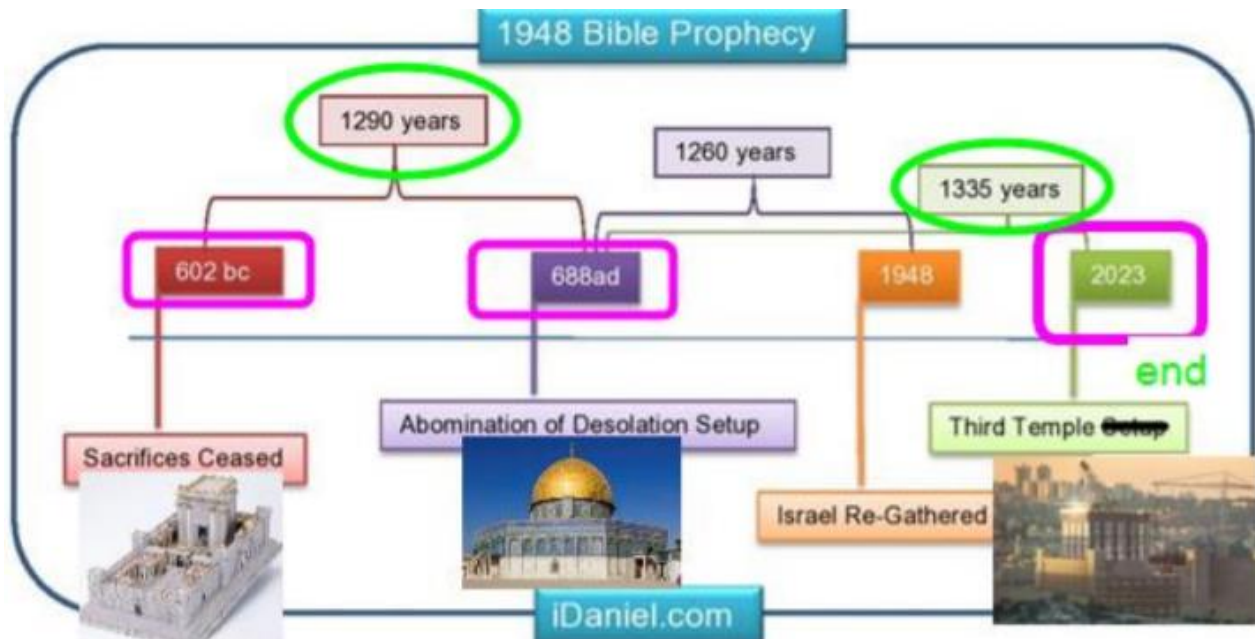 1948 Bible Prophecy
1290 years
1260 years
1335 years
602 bc
688ad
1948
2023
end
Abomination of Desolation Setup
Third Temple Setup
Sacrifices Ceased
Israel Re-Gathered
iDaniel.com